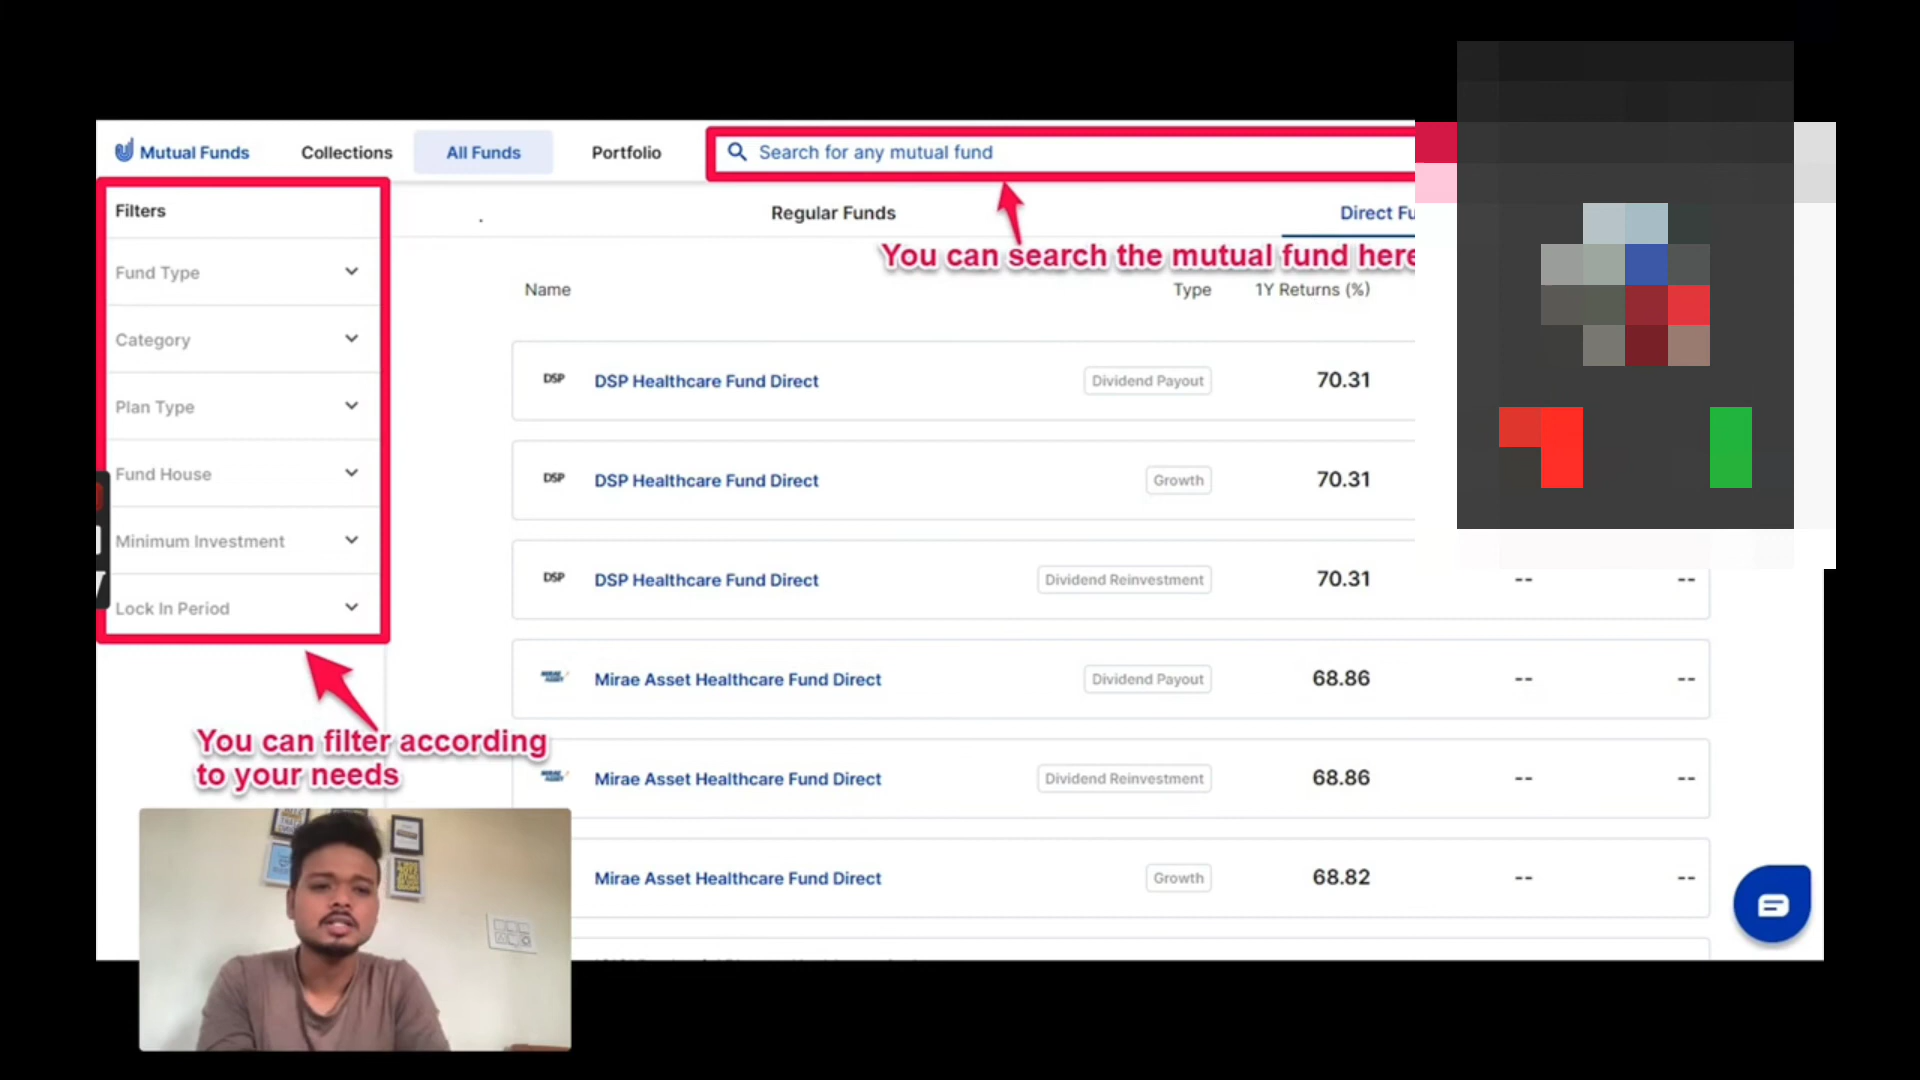 Mutual Funds
Collections
All Funds
Portfolio
Search for any mutual fund
Filters
Regular Funds
Direct Fu
You can search the mutual fund here
Fund Type
Category
Plan Type
Fund House
Minimum Investment
Lock In Period
Name
Type
1Y Returns (%)
DSP
DSP Healthcare Fund Direct
Dividend Payout
70.31
DSP
DSP Healthcare Fund Direct
Growth
70.31
DSP
DSP Healthcare Fund Direct
Dividend Reinvestment
70.31
--
--
Mirae Asset Healthcare Fund Direct
Dividend Payout
68.86
--
--
You can filter according
to your needs
Mirae Asset Healthcare Fund Direct
Dividend Reinvestment
68.86
--
--
Mirae Asset Healthcare Fund Direct
Growth
68.82
--
--